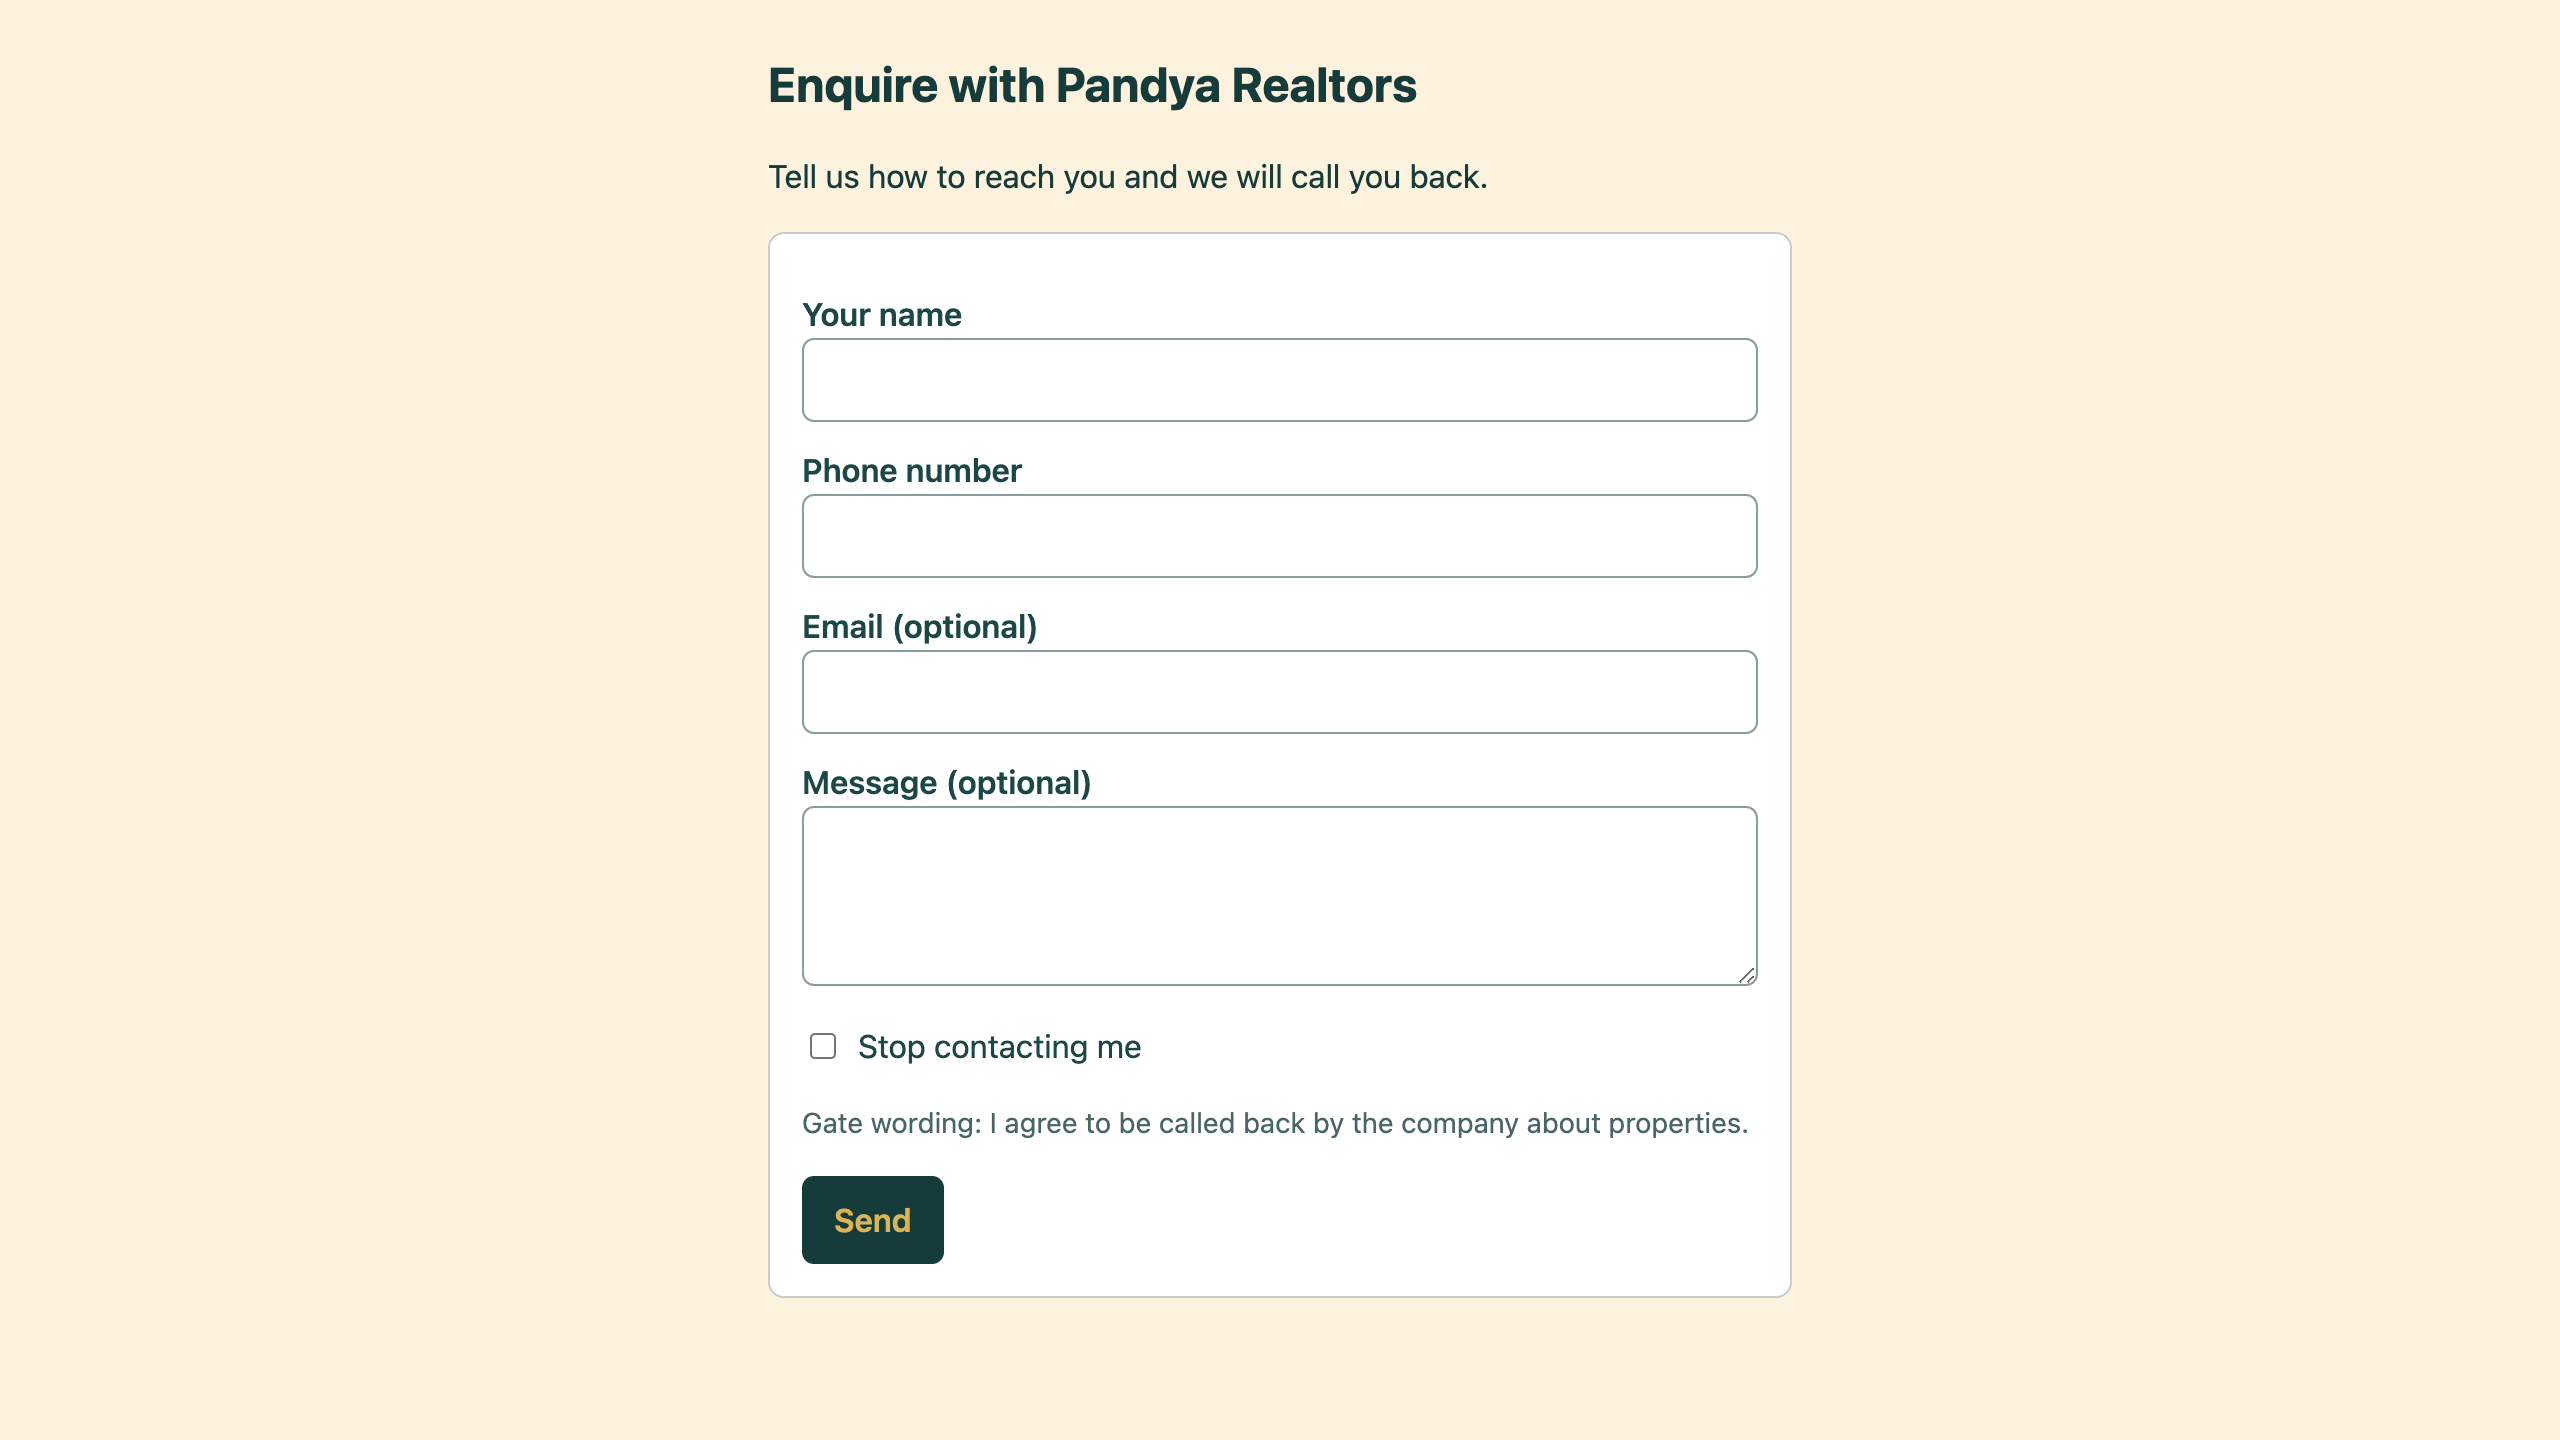 Enquire with Pandya Realtors
Tell us how to reach you and we will call you back.
Your name
Phone number
Email (optional)
Message (optional)
Stop contacting me
Gate wording: I agree to be called back by the company about properties.
Send